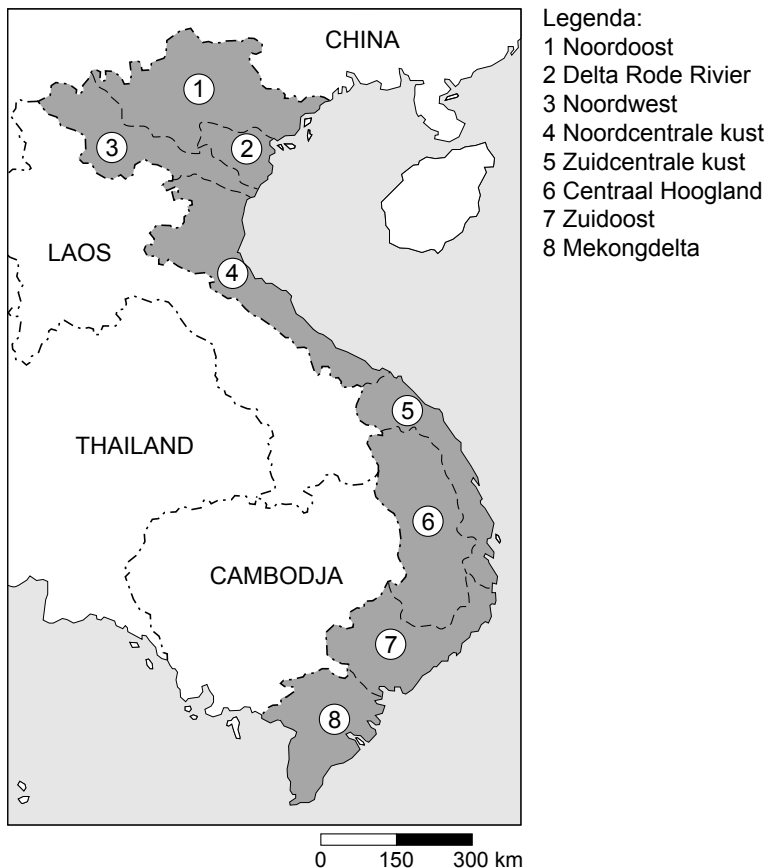 CHINA
LAOS
THAILAND
CAMBODJA
1
2
3
4
5
6
7
8
0 150 300 km
Legenda:
1 Noordoost
2 Delta Rode Rivier
3 Noordwest
4 Noordcentrale kust
5 Zuidcentrale kust
6 Centraal Hoogland
7 Zuidoost
8 Mekongdelta